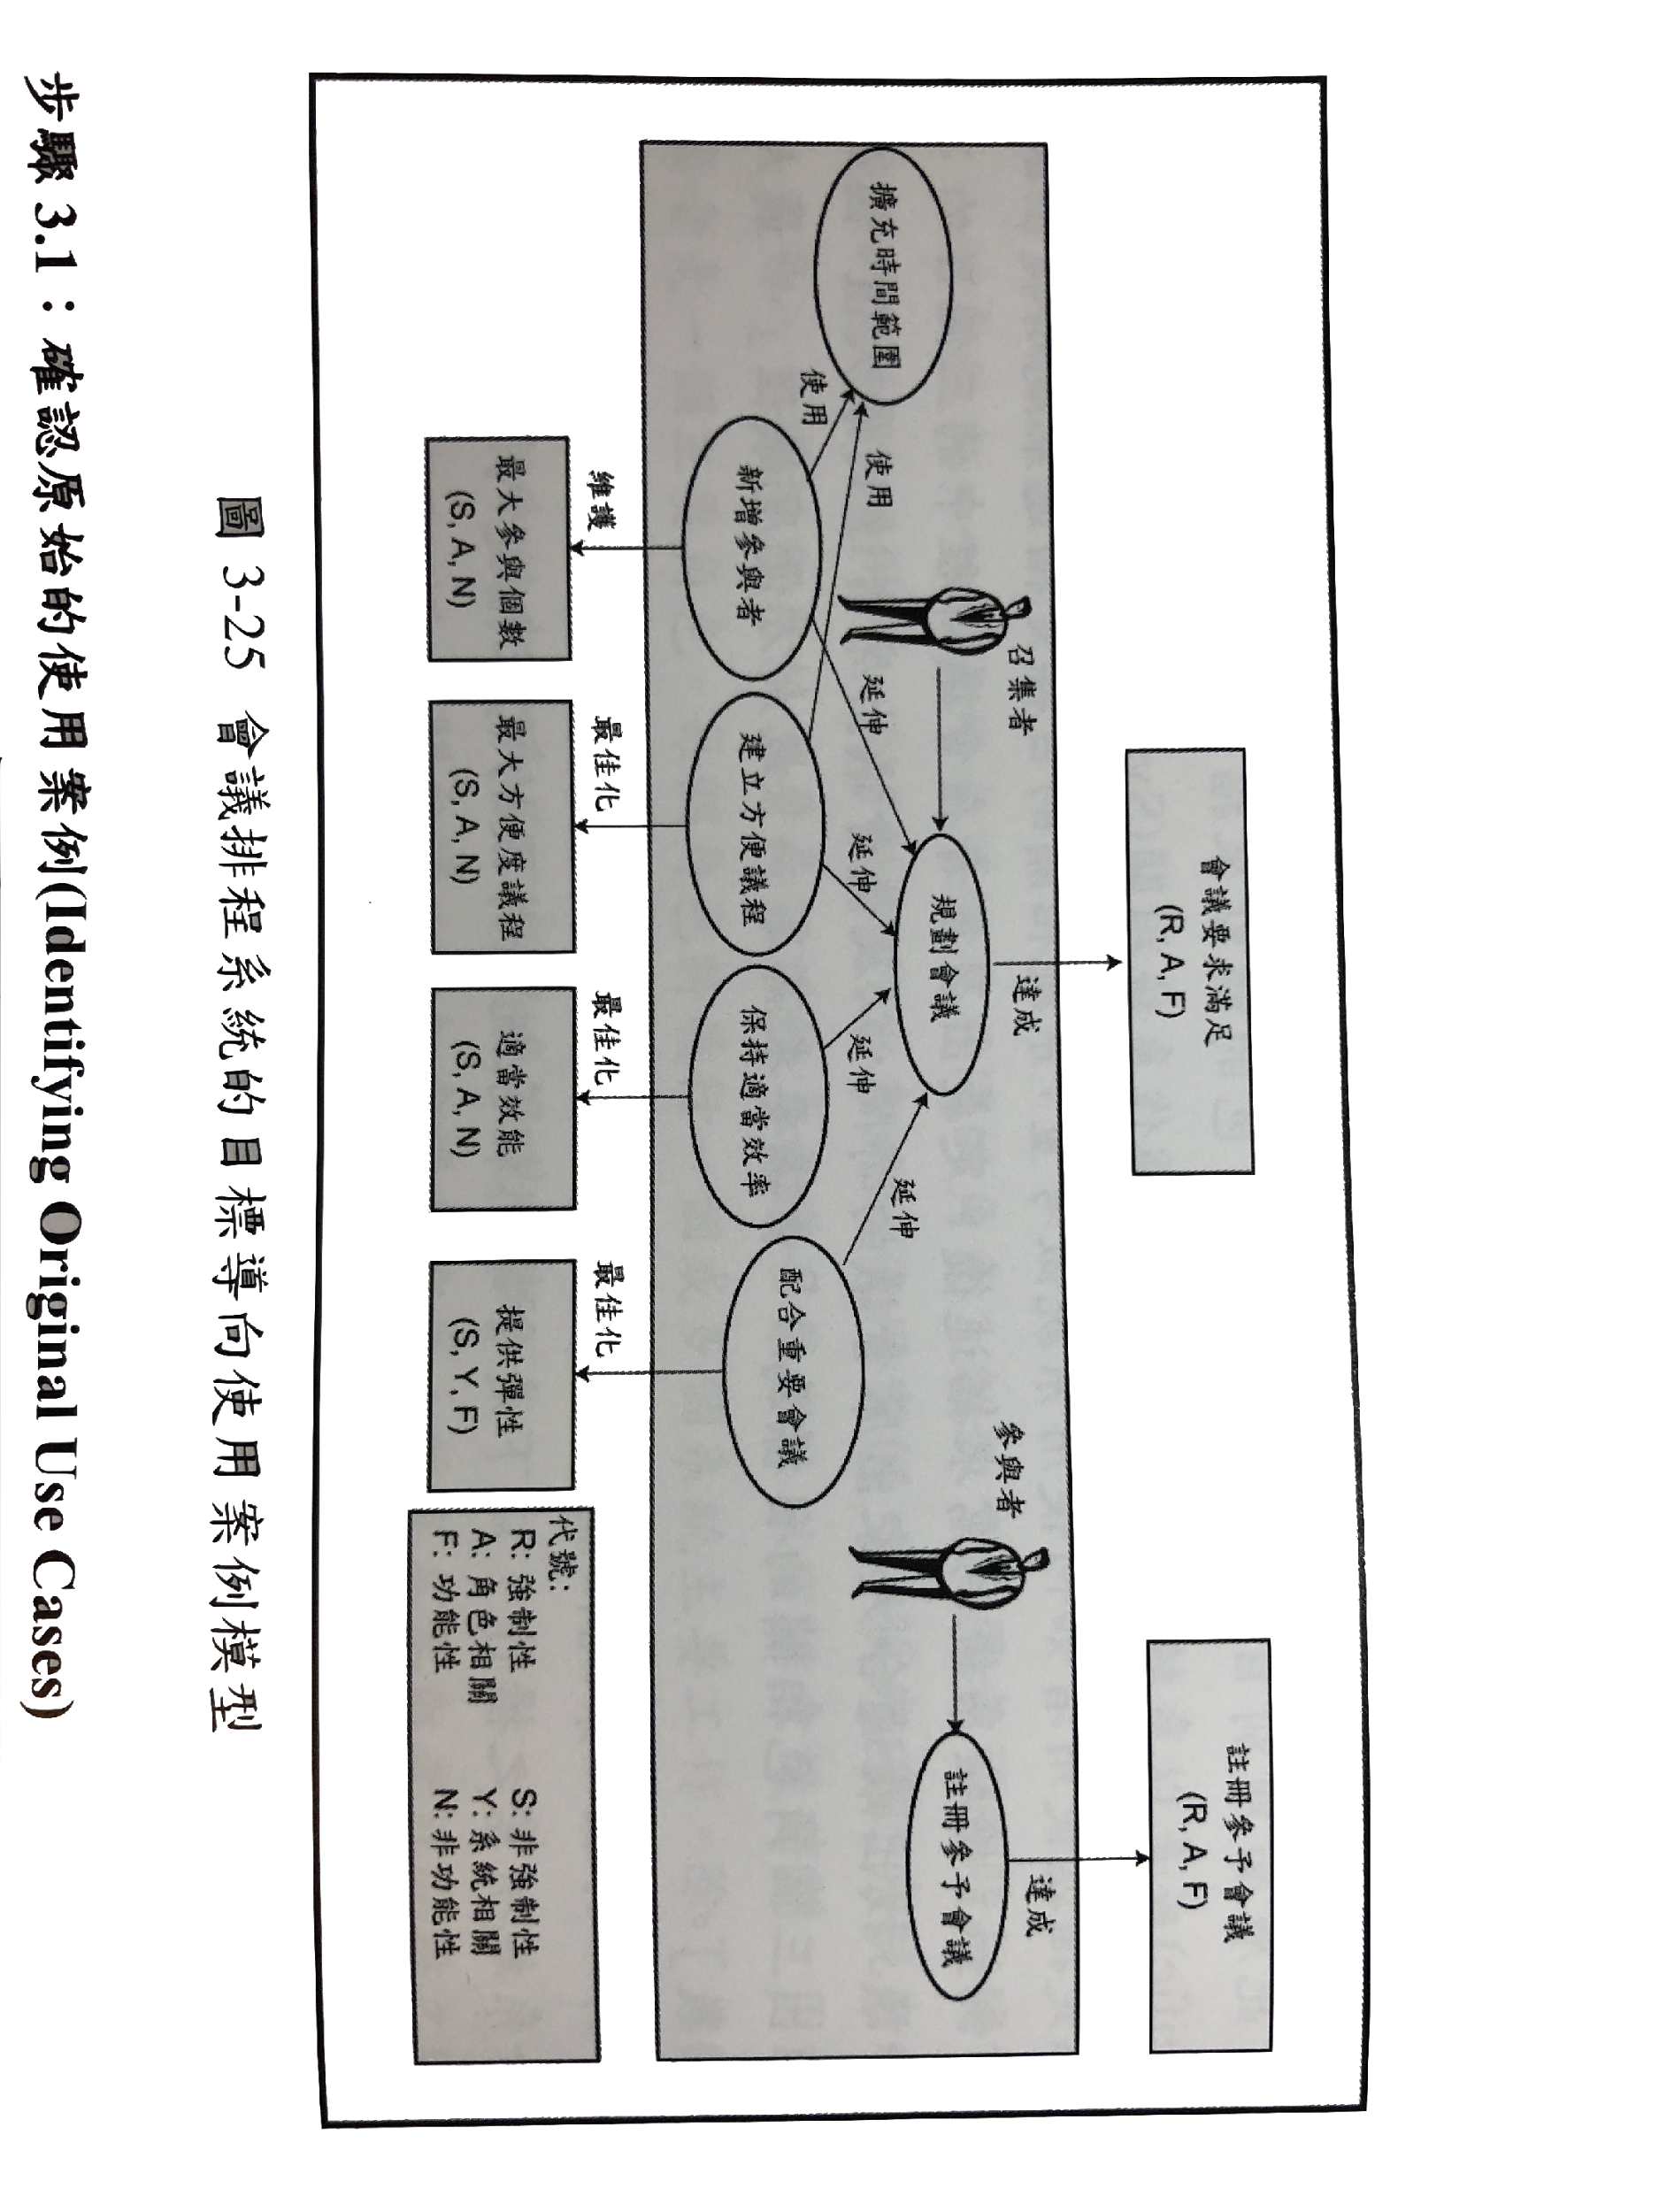 會議要求滿足
(R, A, F)
註冊參予會議
(R, A, F)
達成
達成
召集者
參與者
規劃會議
註冊參予會議
擴充時間範圍
使用
使用
延伸
延伸
延伸
延伸
新增參與者
建立方便議程
保持適當效率
配合重要會議
維護
最佳化
最佳化
最佳化
最大參與個數
(S, A, N)
最大方便度議程
(S, A, N)
適當效能
(S, A, N)
提供彈性
(S, Y, F)
代號:
R: 強制性 S: 非強制性
A: 角色相關 Y: 系統相關
F: 功能性 N: 非功能性
圖 3-25 會議排程系統的目標導向使用案例模型
步驟 3.1：確認原始的使用案例(Identifying Original Use Cases)